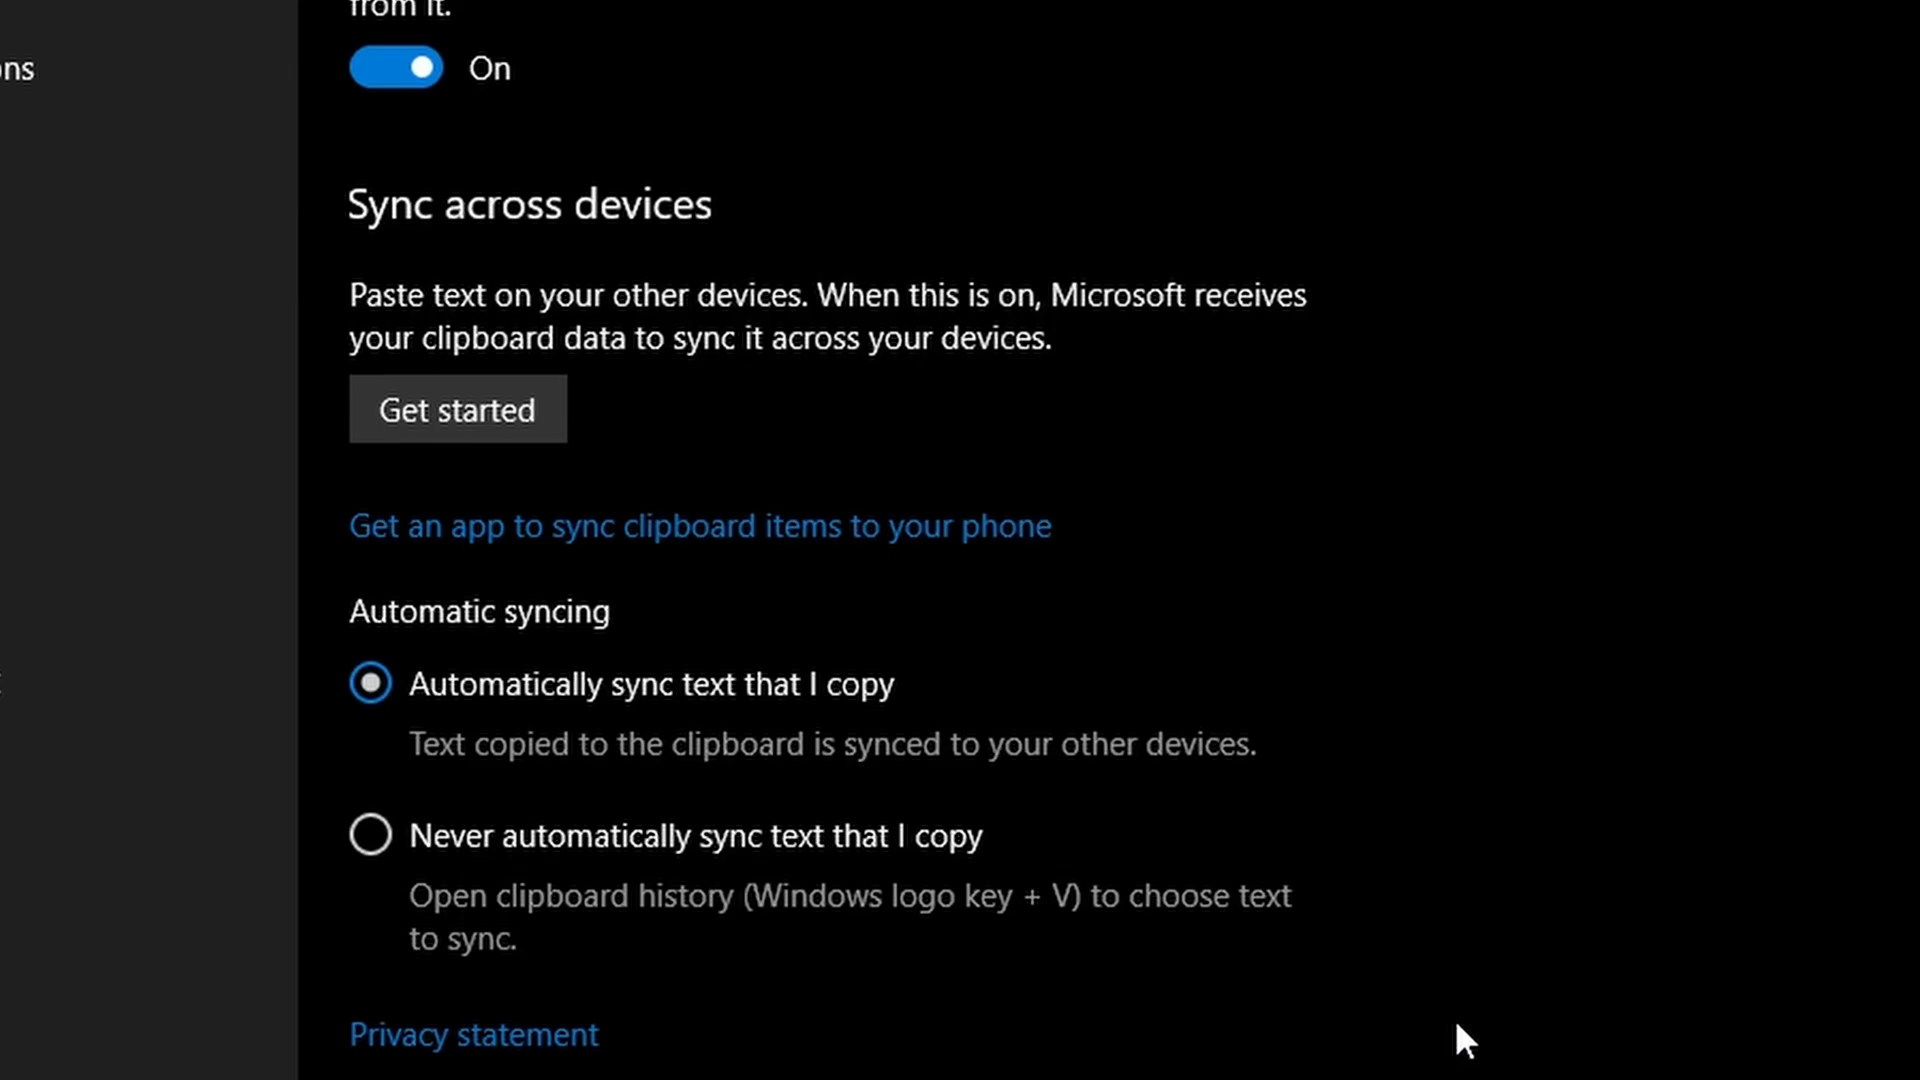 from it.
On
Sync across devices
Paste text on your other devices. When this is on, Microsoft receives
your clipboard data to sync it across your devices.
Get started
Get an app to sync clipboard items to your phone
Automatic syncing
Automatically sync text that I copy
Text copied to the clipboard is synced to your other devices.
Never automatically sync text that I copy
Open clipboard history (Windows logo key + V) to choose text
to sync.
Privacy statement